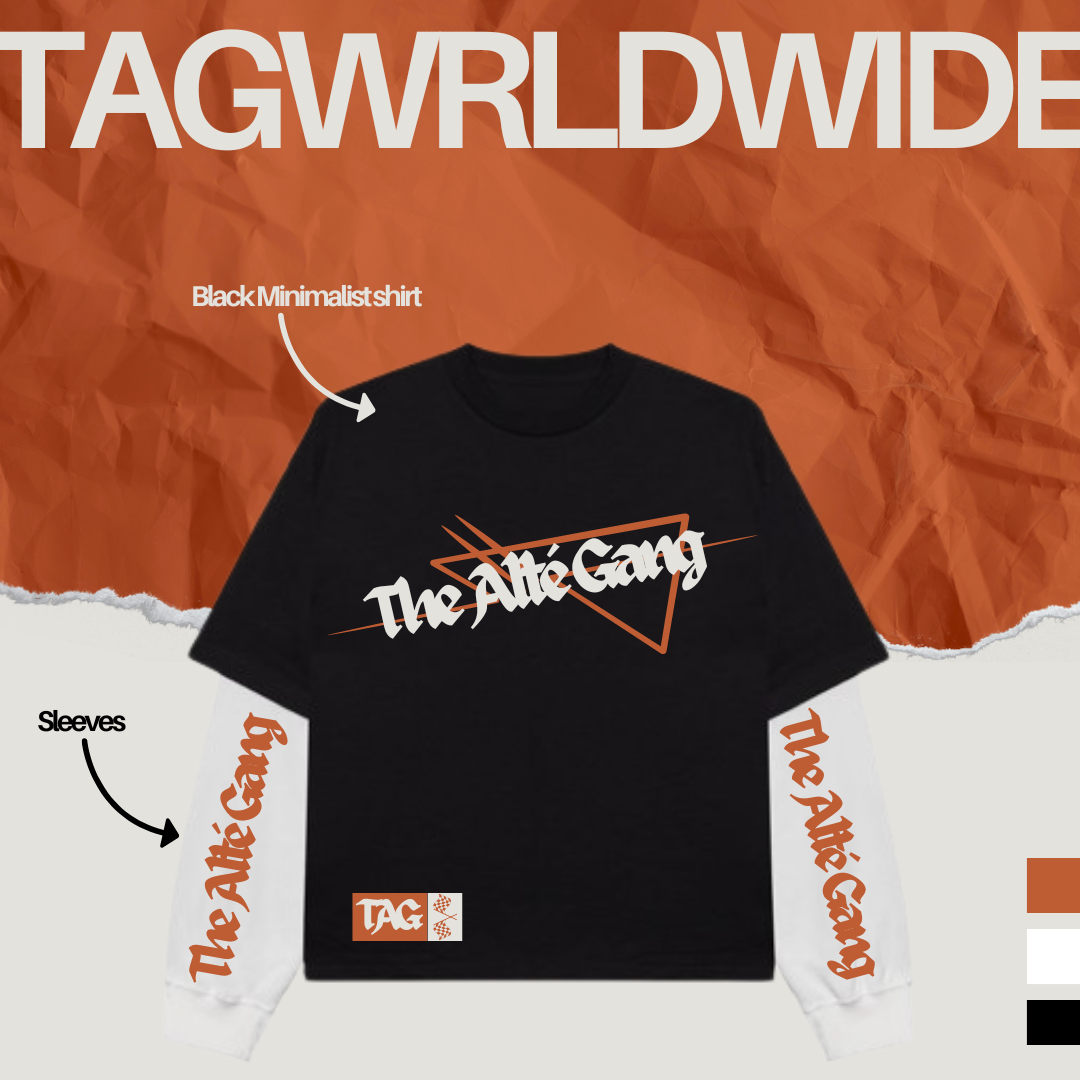 TAGWRLDWIDE
Black Minimalist shirt
The Alté Gang
Sleeves
The Alté Gang
The Alté Gang
TAG